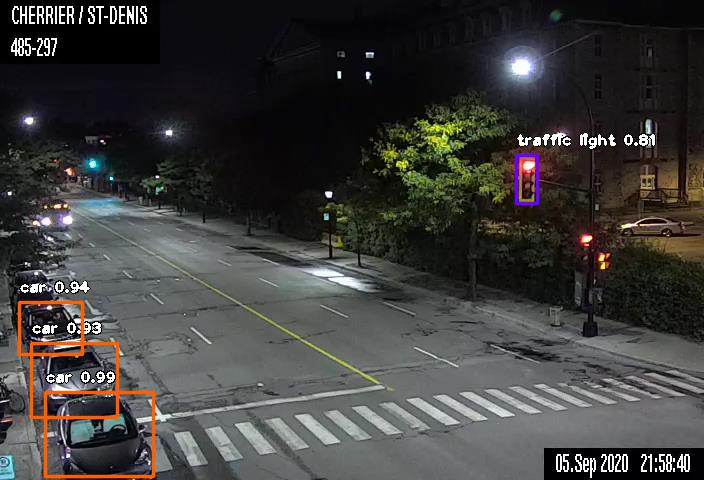 CHERRIER / ST-DENIS
485-297
traffic light 0.81
car 0.94
car 0.93
car 0.99
05.Sep 2020 21:58:40